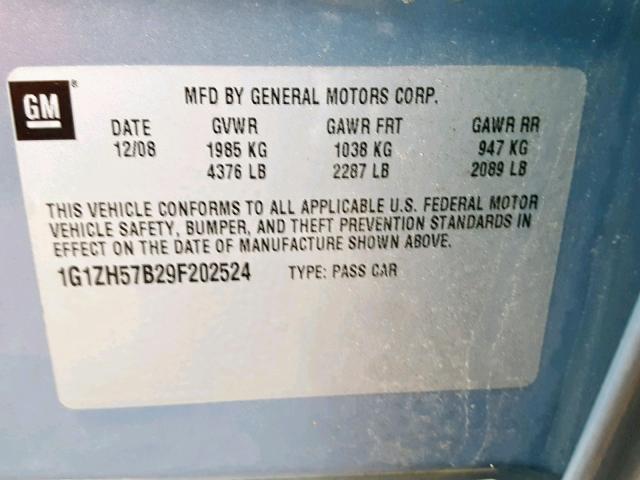 GM ®
MFD BY GENERAL MOTORS CORP.
DATE GVWR GAWR FRT GAWR RR
12/08 1985 KG 1038 KG 947 KG
4376 LB 2287 LB 2089 LB
THIS VEHICLE CONFORMS TO ALL APPLICABLE U.S. FEDERAL MOTOR
VEHICLE SAFETY, BUMPER, AND THEFT PREVENTION STANDARDS IN
EFFECT ON THE DATE OF MANUFACTURE SHOWN ABOVE.
1G1ZH57B29F202524 TYPE: PASS CAR